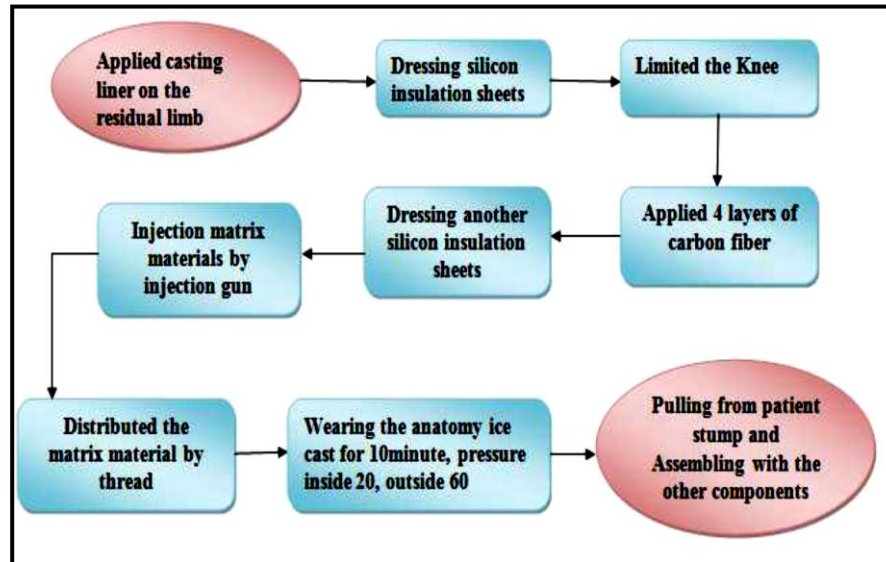 Applied casting
liner on the
residual limb
Dressing silicon
insulation sheets
Limited the Knee
Applied 4 layers of
carbon fiber
Dressing another
silicon insulation
sheets
Injection matrix
materials by
injection gun
Distributed the
matrix material by
thread
Wearing the anatomy ice
cast for 10minute, pressure
inside 20, outside 60
Pulling from patient
stump and
Assembling with the
other components